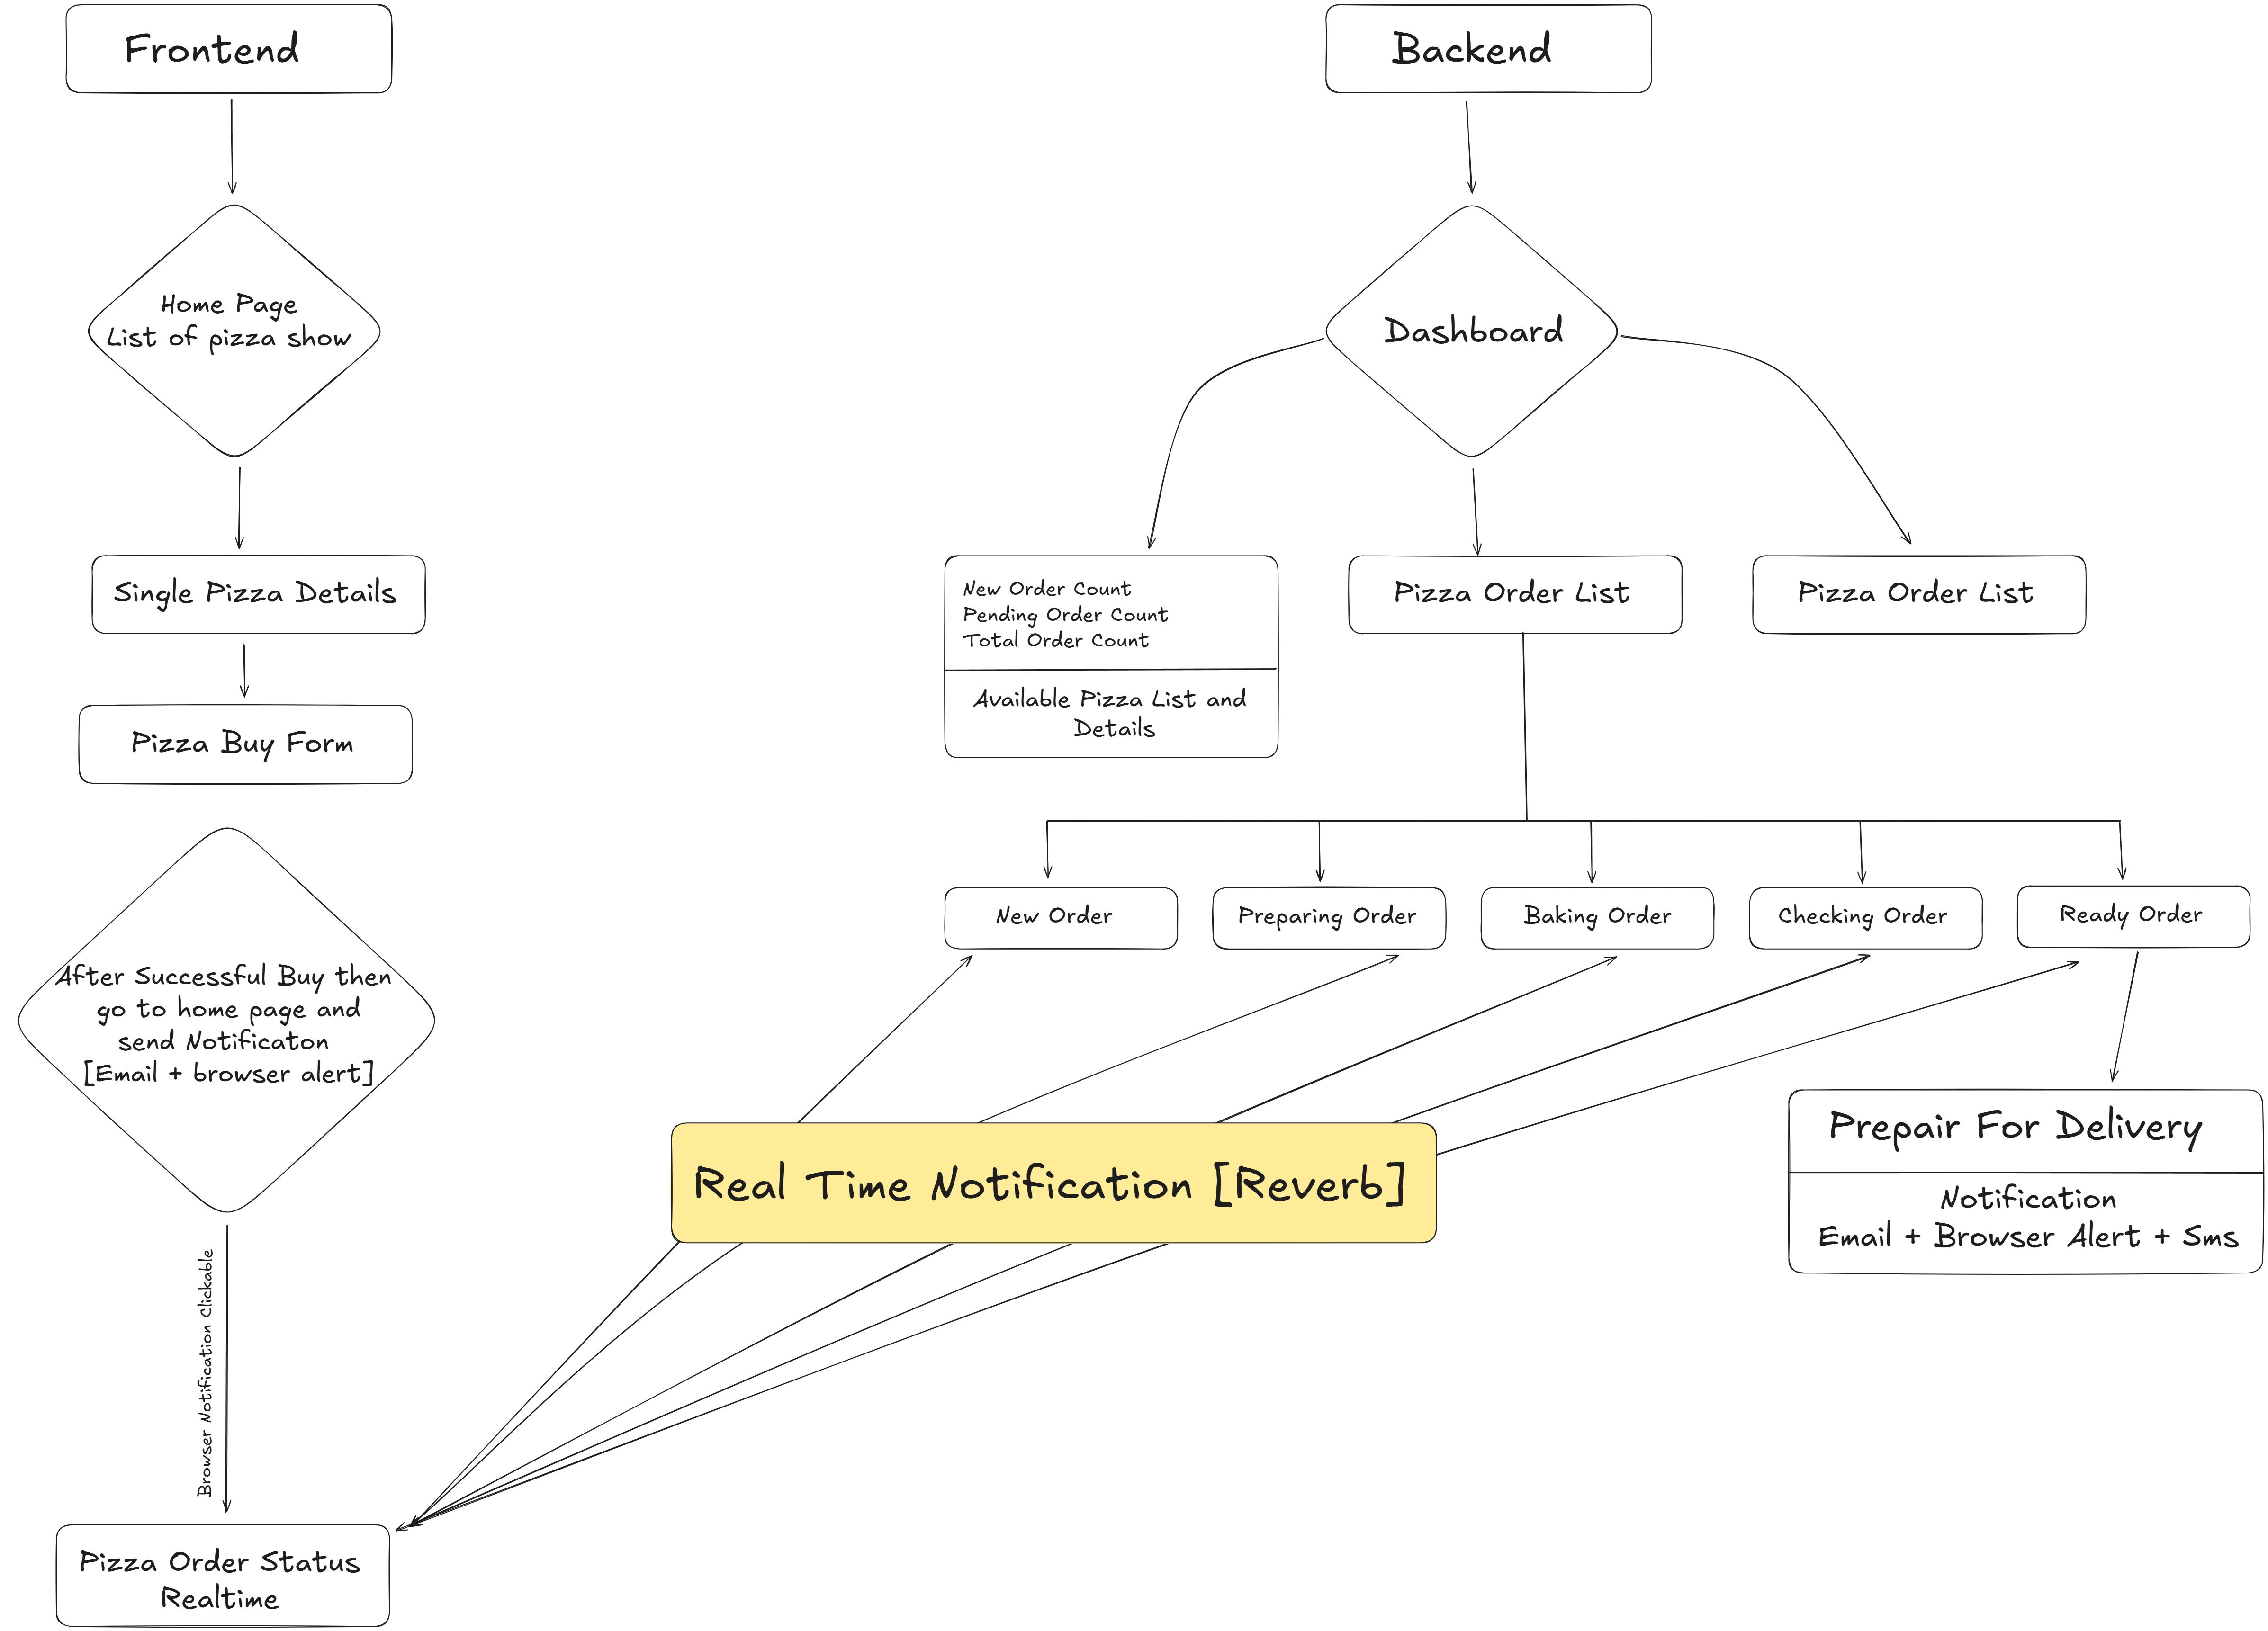 Frontend
Home Page
List of pizza show
Single Pizza Details
Pizza Buy Form
After Successful Buy then
go to home page and
send Notificaton
[Email + browser alert]
Browser Notification Clickable
Pizza Order Status
Realtime
Backend
Dashboard
New Order Count
Pending Order Count
Total Order Count
Available Pizza List and
Details
Pizza Order List
Pizza Order List
New Order
Preparing Order
Baking Order
Checking Order
Ready Order
Real Time Notification [Reverb]
Prepair For Delivery
Notification
Email + Browser Alert + Sms